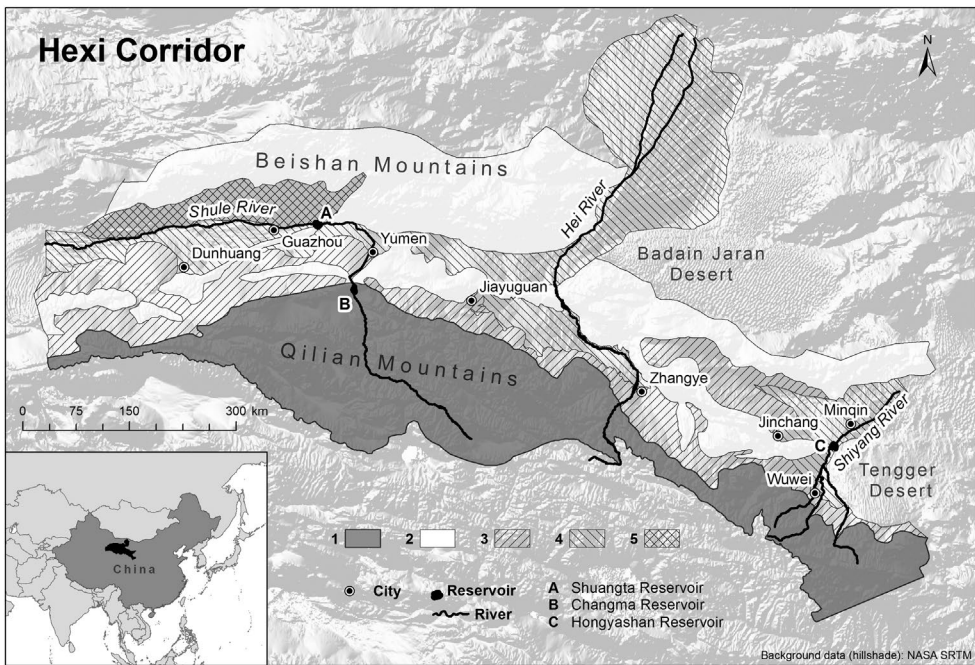 Hexi Corridor
N
Beishan Mountains
Hei River
Shule River
A
Guazhou
Yumen
Dunhuang
Badain Jaran
Desert
Jiayuguan
B
Qilian Mountains
Zhangye
0 75 150 300 km
Jinchang
Minqin
C
Shiyang River
Wuwei
Tengger
Desert
China
1 2 3 4 5
City Reservoir A Shuangta Reservoir
River B Changma Reservoir
C Hongyashan Reservoir
Background data (hillshade): NASA SRTM